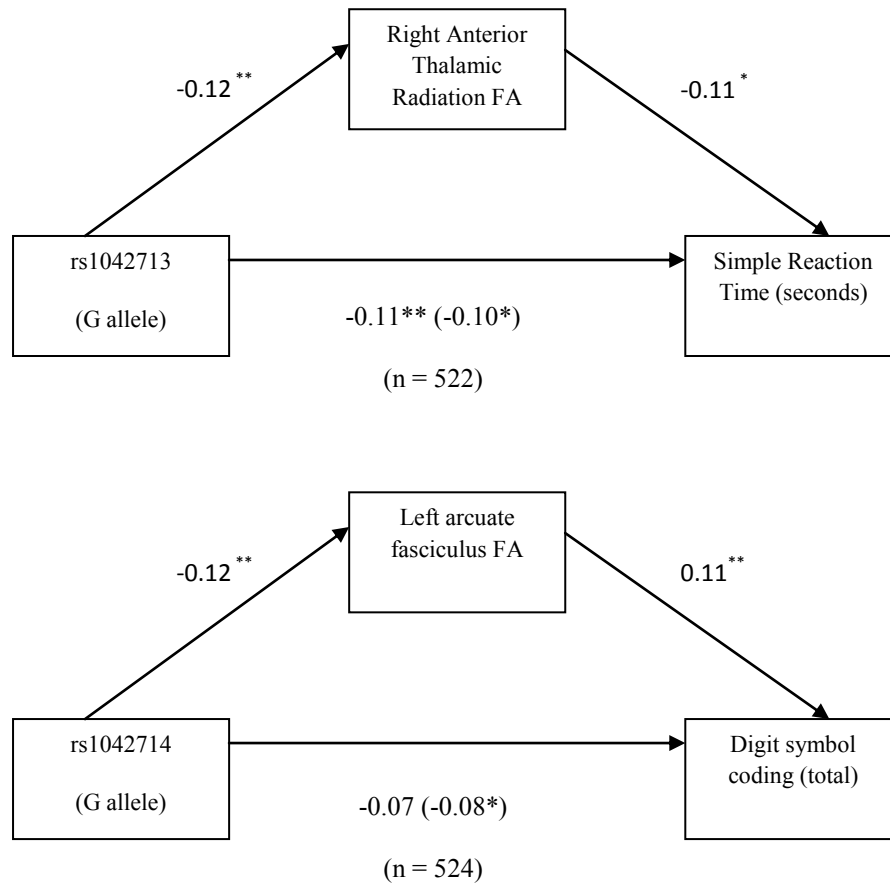 Right Anterior
Thalamic
Radiation FA
-0.12 **
-0.11 *
rs1042713
(G allele)
Simple Reaction
Time (seconds)
-0.11** (-0.10*)
(n = 522)
Left arcuate
fasciculus FA
-0.12 **
0.11 **
rs1042714
(G allele)
Digit symbol
coding (total)
-0.07 (-0.08*)
(n = 524)